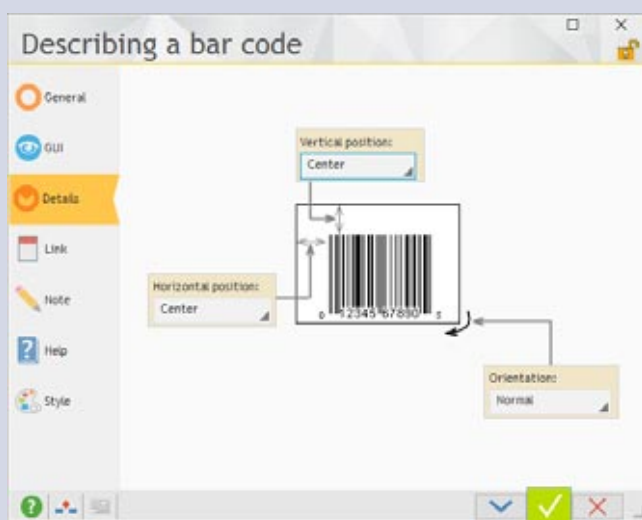 Describing a bar code
General
GUI
Details
Link
Note
Help
Style
Vertical position:
Center
Horizontal position:
Center
0 12345 67890 5
Orientation:
Normal